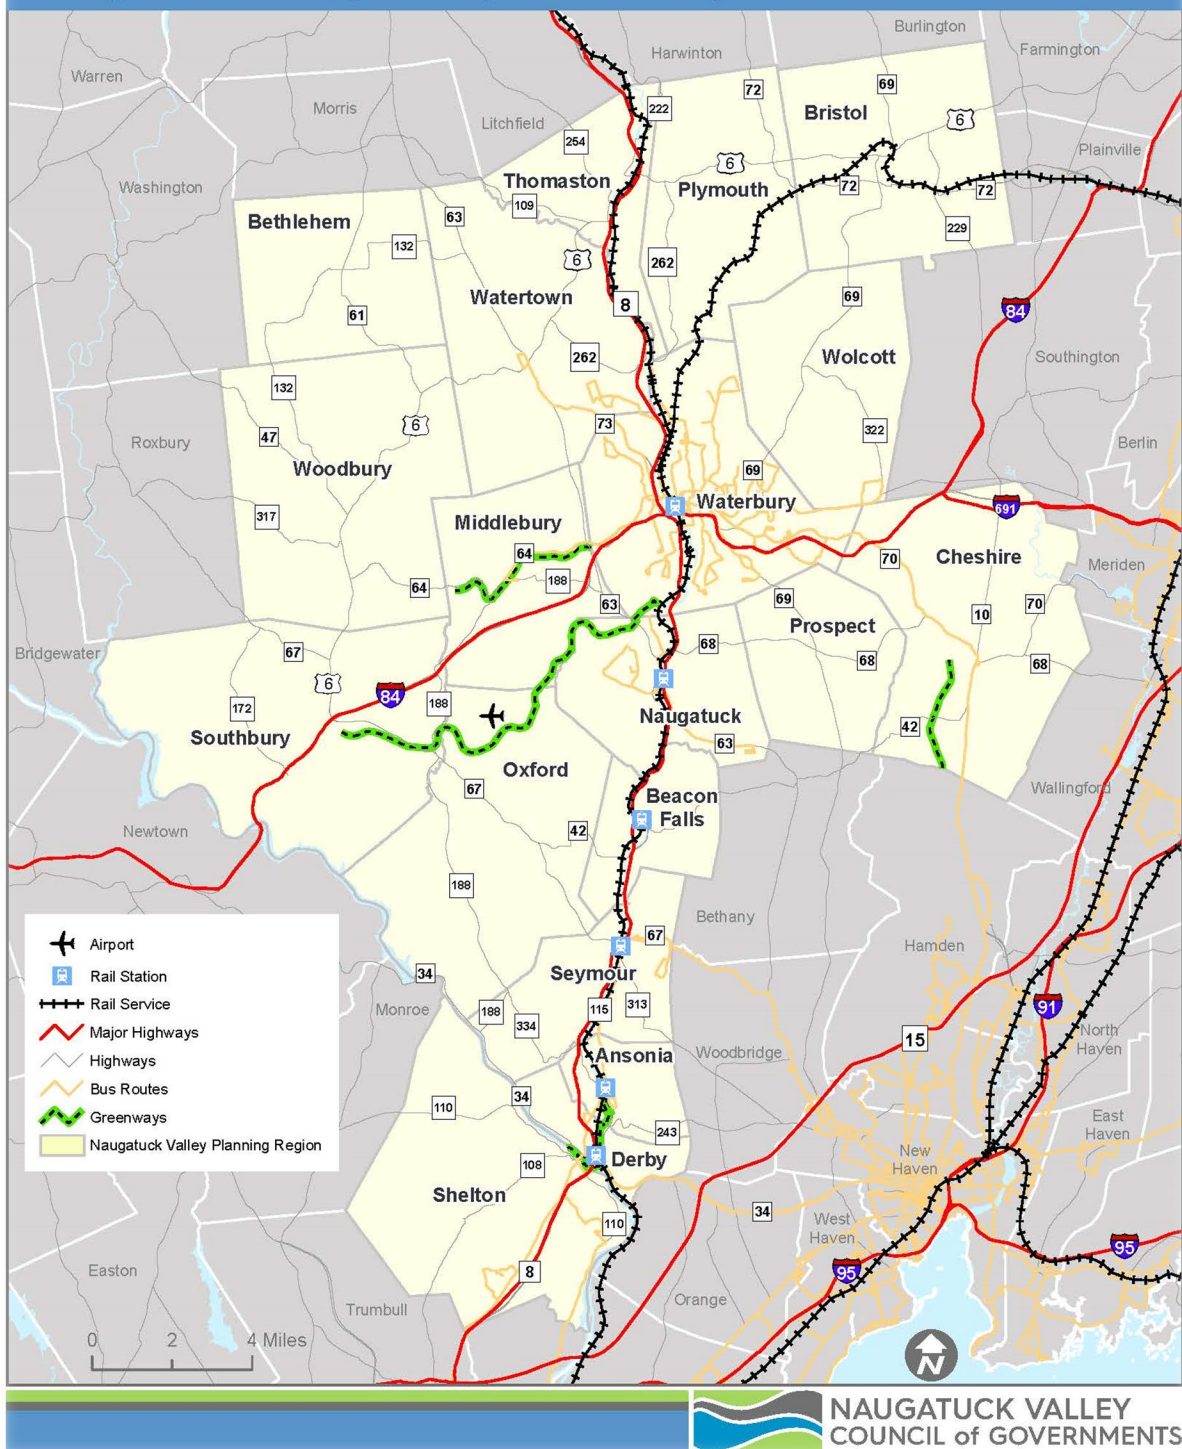 Burlington
Harwinton
Farmington
Warren
72
69
Morris
222
Bristol
Litchfield
6
254
Plainville
6
Thomaston
Plymouth
72
72
Washington
109
Bethlehem
63
229
132
6
262
Watertown
69
8
84
61
Wolcott
262
Southington
132
6
73
322
47
Roxbury
Berlin
Woodbury
69
Waterbury
317
691
Middlebury
64
70
Cheshire
Meriden
188
64
63
69
70
10
Prospect
68
67
68
68
Bridgewater
6
84
188
172
Naugatuck
42
Southbury
63
Oxford
67
Beacon
Falls
Wallingford
42
Newtown
188
Bethany
67
Hamden
Airport
Seymour
34
Rail Station
Rail Service
188
115
313
91
Monroe
334
Major Highways
15
North
Haven
Ansonia
Woodbridge
Highways
Bus Routes
34
110
Greenways
East
Haven
243
Naugatuck Valley Planning Region
New
Haven
Derby
108
Shelton
34
110
West
Haven
95
8
95
Easton
Orange
Trumbull
0 2 4 Miles
N
NAUGATUCK VALLEY
COUNCIL of GOVERNMENTS